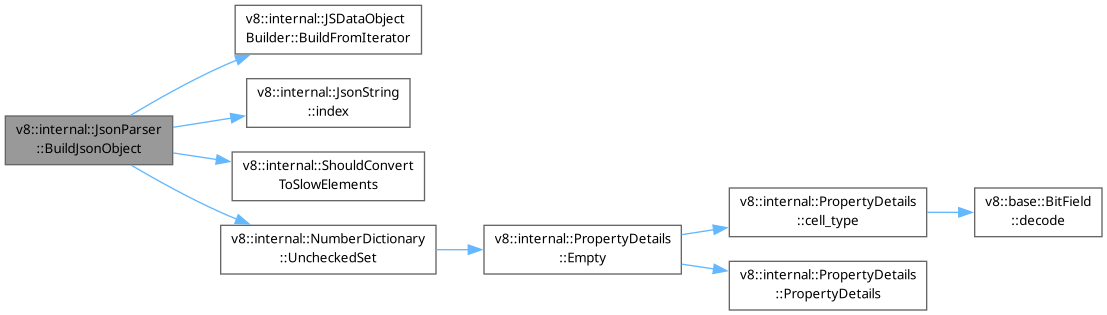 v8::internal::JSDataObject
Builder::BuildFromIterator
v8::internal::JsonString
::index
v8::internal::JsonParser
::BuildJsonObject
v8::internal::ShouldConvert
ToSlowElements
v8::internal::NumberDictionary
::UncheckedSet
v8::internal::PropertyDetails
::Empty
v8::internal::PropertyDetails
::cell_type
v8::base::BitField
::decode
v8::internal::PropertyDetails
::PropertyDetails